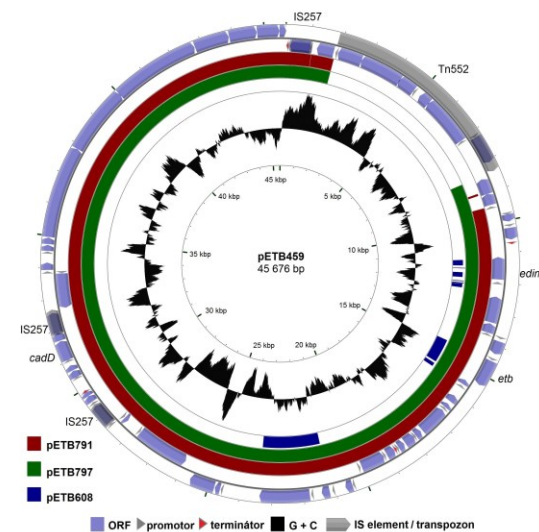 IS257
Tn552
45 kbp
40 kbp
5 kbp
pETB459
45 676 bp
35 kbp
10 kbp
edin
30 kbp
15 kbp
IS257
cadD
25 kbp
20 kbp
etb
IS257
pETB791
pETB797
pETB608
ORF promotor terminátor G + C IS element / transpozon